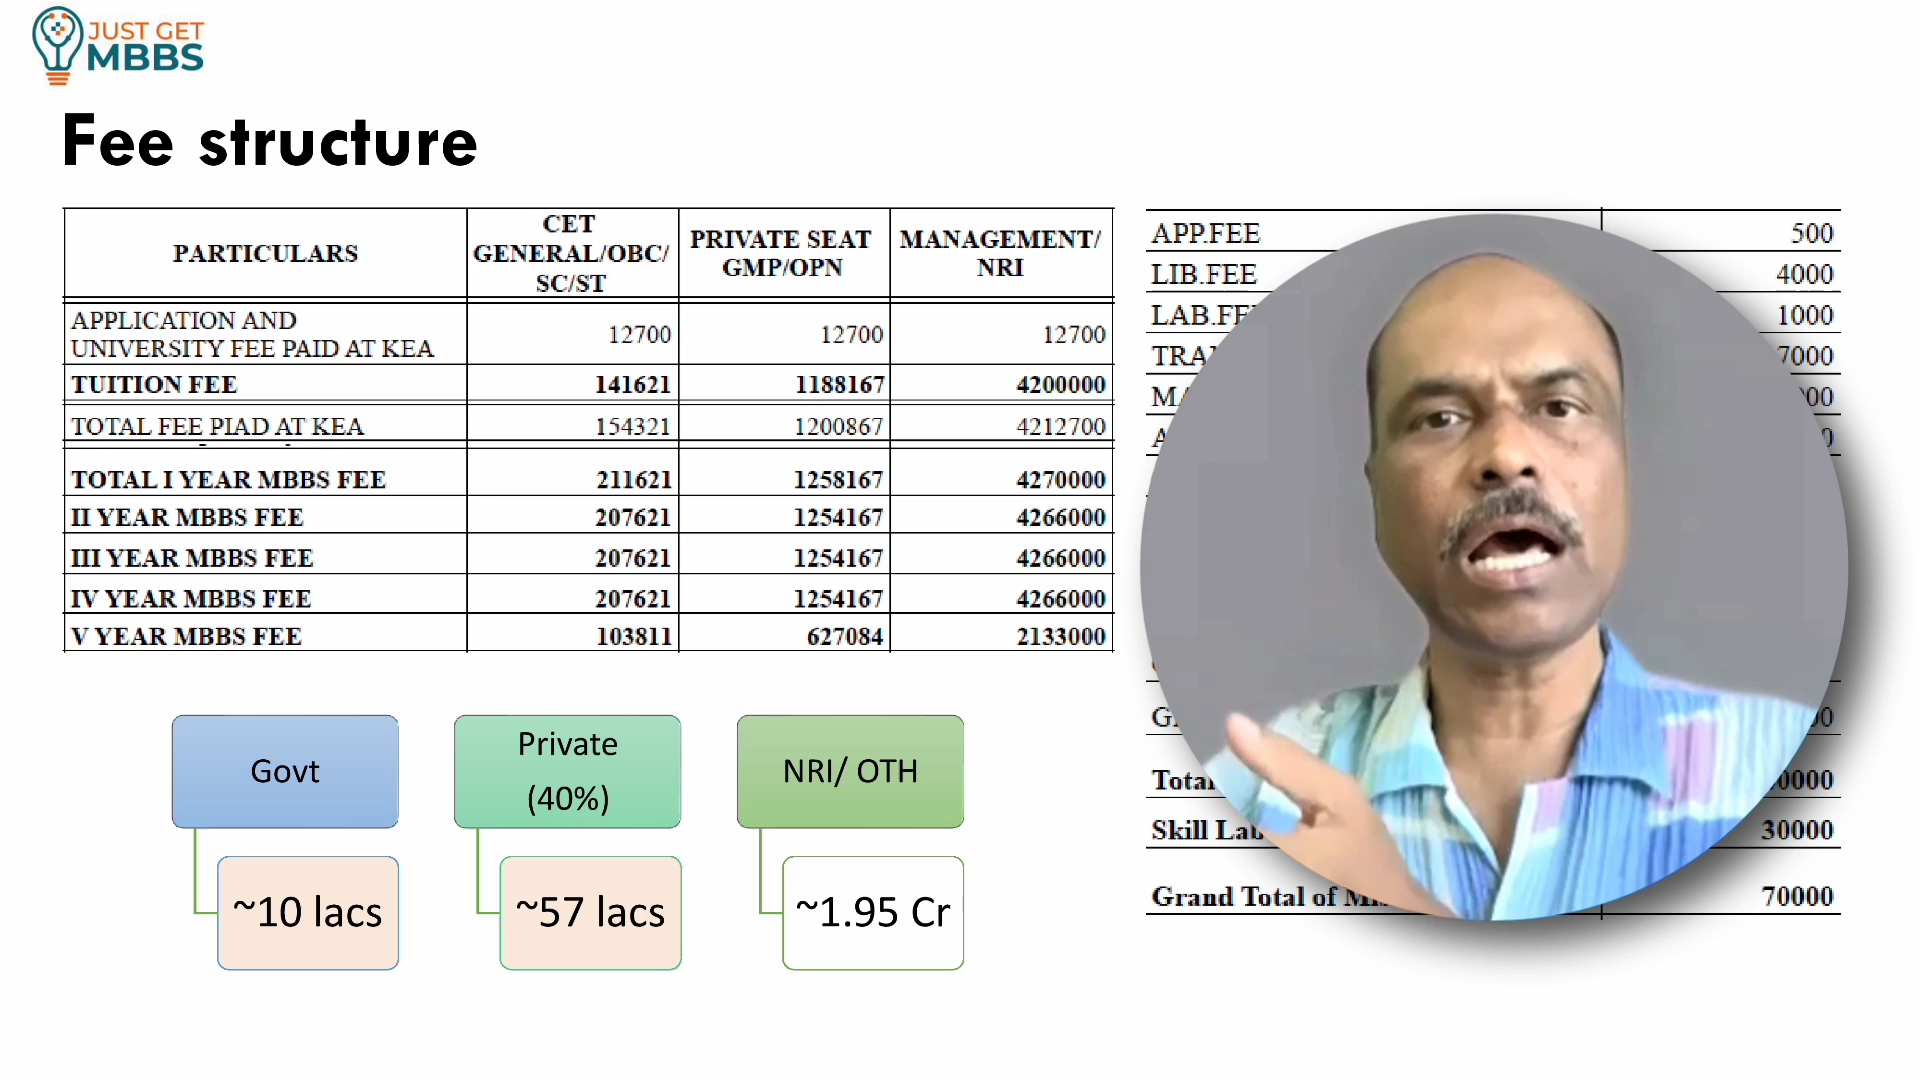 JUST GET
MBBS
Fee structure
PARTICULARS
CET
GENERAL/OBC/
SC/ST
PRIVATE SEAT
GMP/OPN
MANAGEMENT/
NRI
APPLICATION AND
UNIVERSITY FEE PAID AT KEA
12700 12700 12700
TUITION FEE 141621 1188167 4200000
TOTAL FEE PIAD AT KEA 154321 1200867 4212700
TOTAL I YEAR MBBS FEE 211621 1258167 4270000
II YEAR MBBS FEE 207621 1254167 4266000
III YEAR MBBS FEE 207621 1254167 4266000
IV YEAR MBBS FEE 207621 1254167 4266000
V YEAR MBBS FEE 103811 627084 2133000
Govt
~10 lacs
Private
(40%)
~57 lacs
NRI/ OTH
~1.95 Cr
APP.FEE 500
LIB.FEE 4000
1000
7000
Skill 30000
Grand Total of 70000